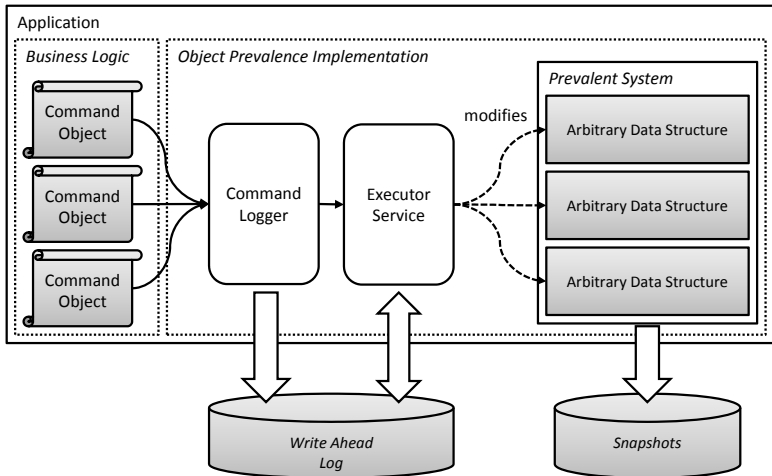 Application
Business Logic
Object Prevalence Implementation
Command
Object
Command
Object
Command
Object
Command
Logger
Executor
Service
modifies
Prevalent System
Arbitrary Data Structure
Arbitrary Data Structure
Arbitrary Data Structure
Write Ahead
Log
Snapshots